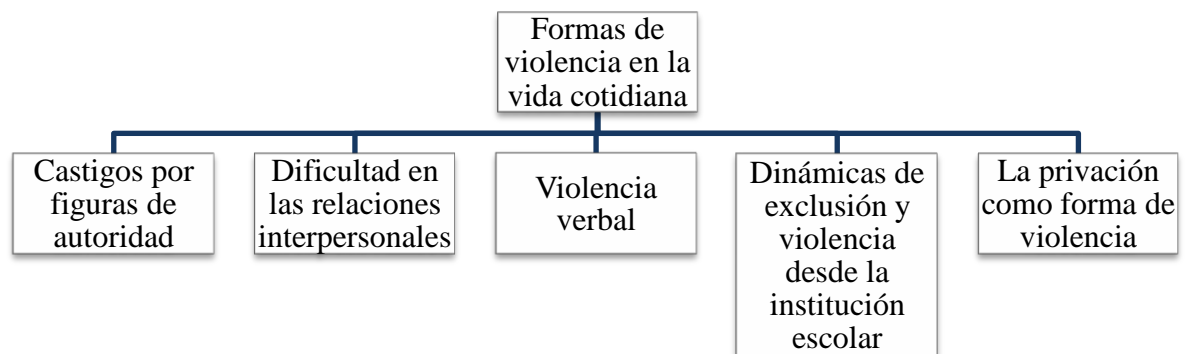 Formas de
violencia en la
vida cotidiana
Castigos por
figuras de
autoridad
Dificultad en
las relaciones
interpersonales
Violencia
verbal
Dinámicas de
exclusión y
violencia
desde la
institución
escolar
La privación
como forma de
violencia